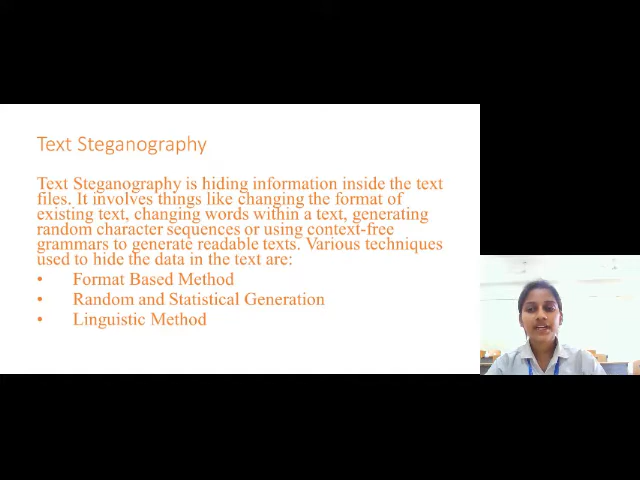 Text Steganography
Text Steganography is hiding information inside the text
files. It involves things like changing the format of
existing text, changing words within a text, generating
random character sequences or using context-free
grammars to generate readable texts. Various techniques
used to hide the data in the text are:
• Format Based Method
• Random and Statistical Generation
• Linguistic Method